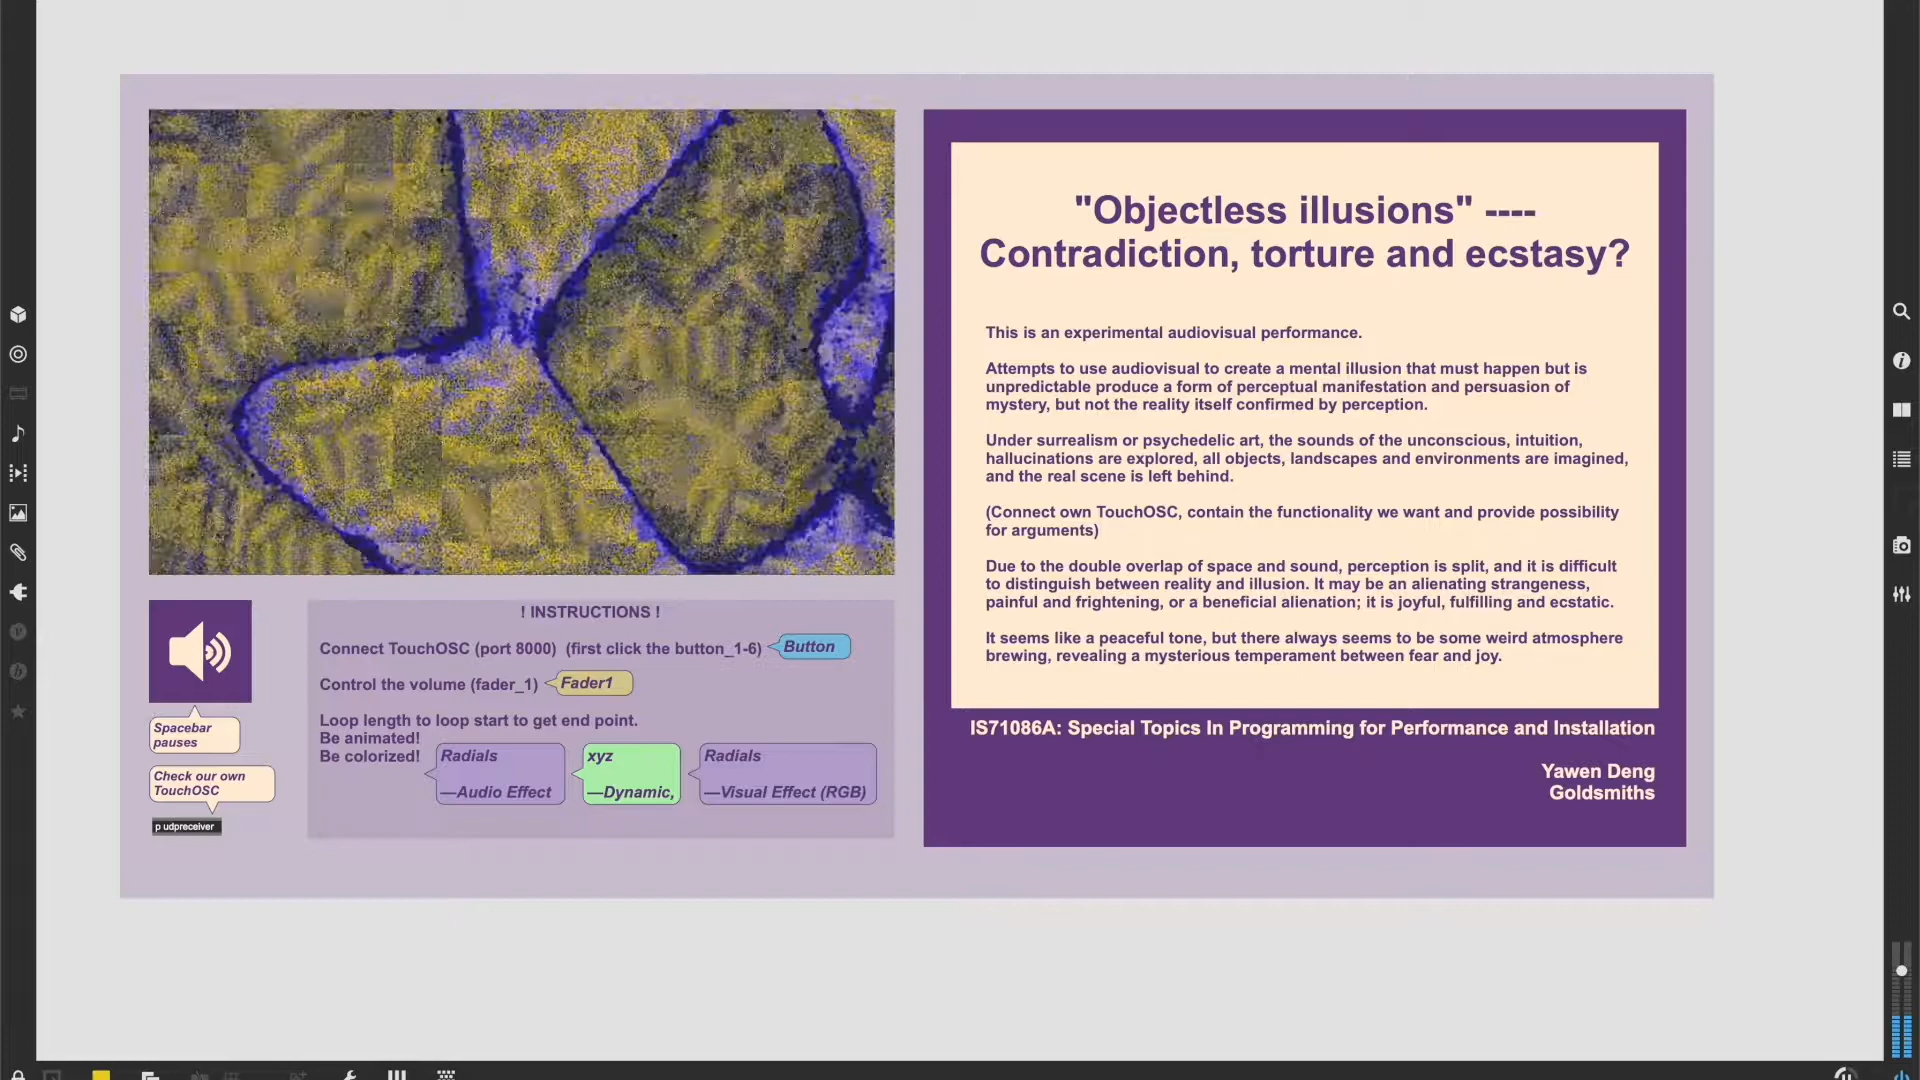 "Objectless illusions" ----
Contradiction, torture and ecstasy?
This is an experimental audiovisual performance.
Attempts to use audiovisual to create a mental illusion that must happen but is
unpredictable produce a form of perceptual manifestation and persuasion of
mystery, but not the reality itself confirmed by perception.
Under surrealism or psychedelic art, the sounds of the unconscious, intuition,
hallucinations are explored, all objects, landscapes and environments are imagined,
and the real scene is left behind.
(Connect own TouchOSC, contain the functionality we want and provide possibility
for arguments)
Due to the double overlap of space and sound, perception is split, and it is difficult
to distinguish between reality and illusion. It may be an alienating strangeness,
painful and frightening, or a beneficial alienation; it is joyful, fulfilling and ecstatic.
It seems like a peaceful tone, but there always seems to be some weird atmosphere
brewing, revealing a mysterious temperament between fear and joy.
IS71086A: Special Topics In Programming for Performance and Installation
Yawen Deng
Goldsmiths
! INSTRUCTIONS !
Connect TouchOSC (port 8000)  (first click the button_1-6)
Button
Control the volume (fader_1)
Fader1
Loop length to loop start to get end point.
Be animated!
Be colorized!
Radials
—Audio Effect
xyz
—Dynamic,
Radials
—Visual Effect (RGB)
Spacebar
pauses
Check our own
TouchOSC
p udpreceiver